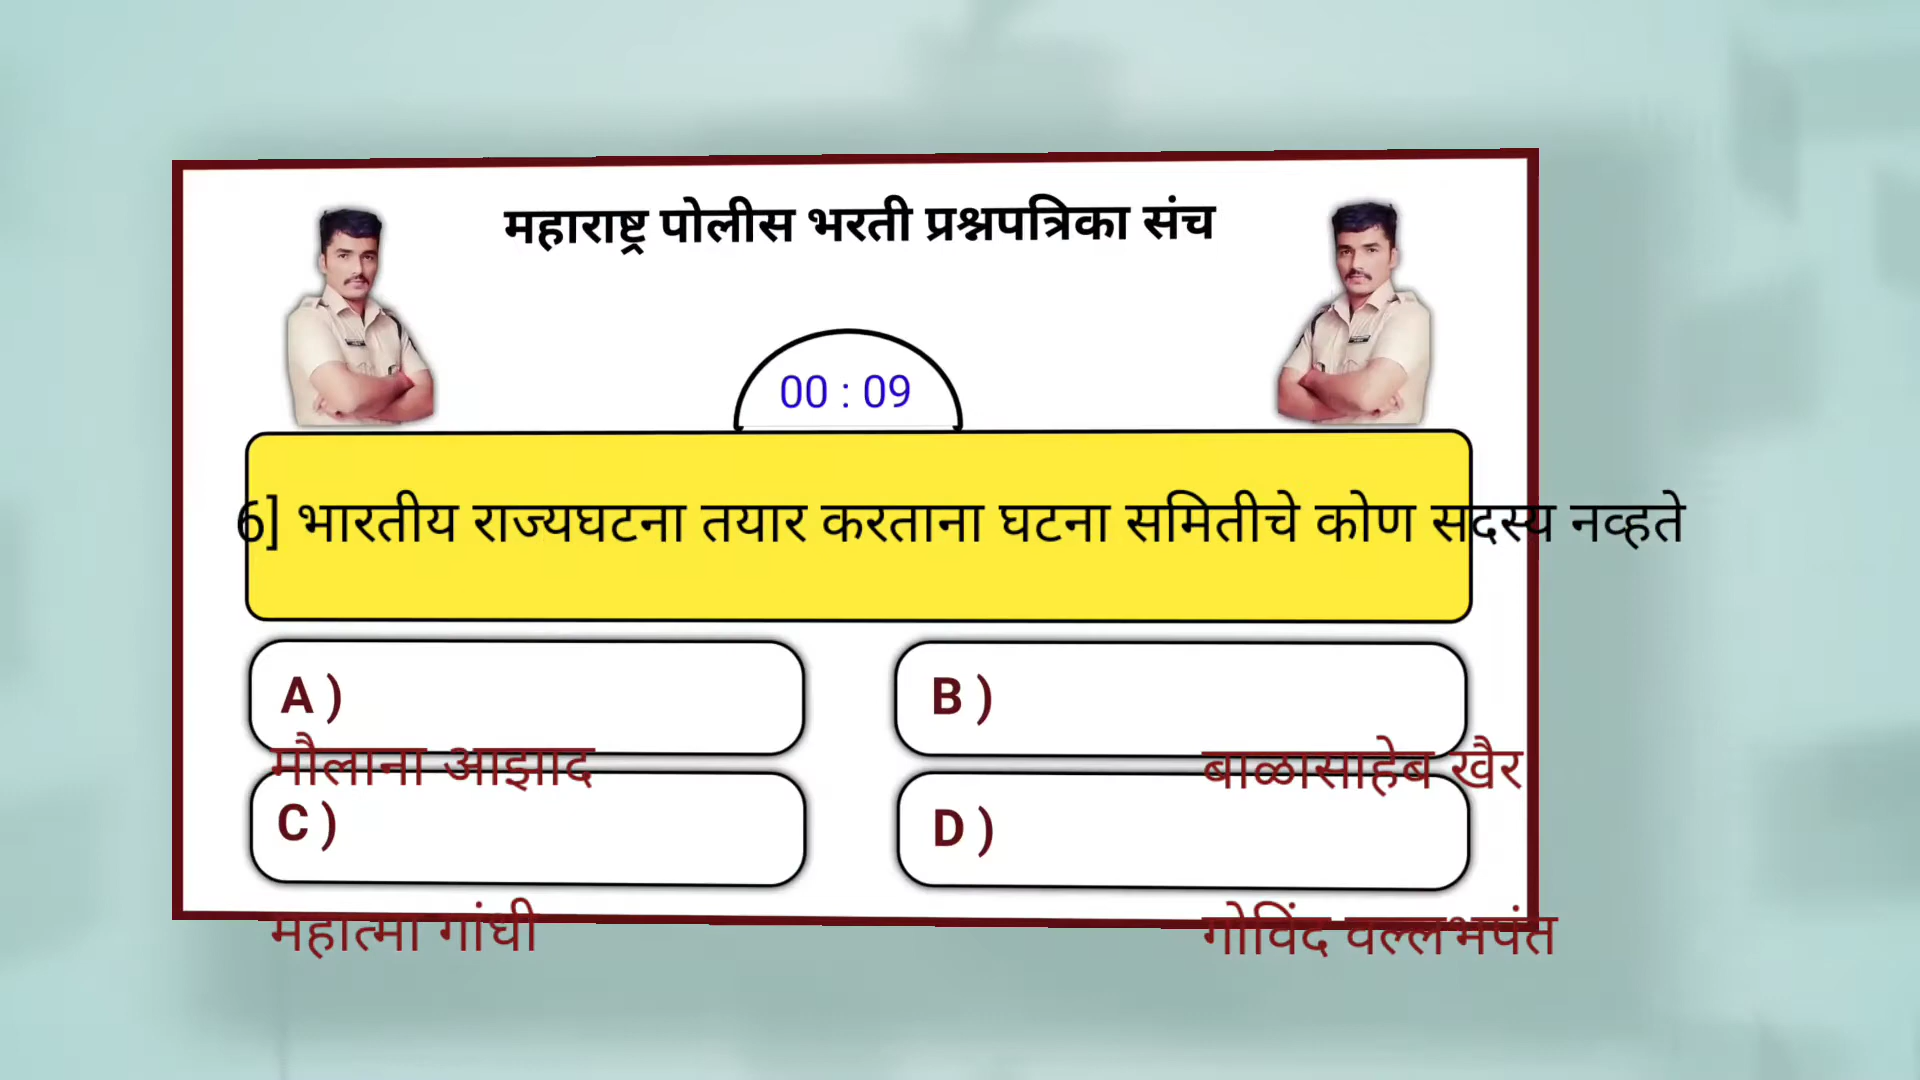 महाराष्ट्र पोलीस भरती प्रश्नपत्रिका संच
00 : 09
6] भारतीय राज्यघटना तयार करताना घटना समितीचे कोण सदस्य नव्हते
A )
मौलाना आझाद
B )
बाळासाहेब खैर
C )
महात्मा गांधी
D )
गोविंद वल्लभपंत